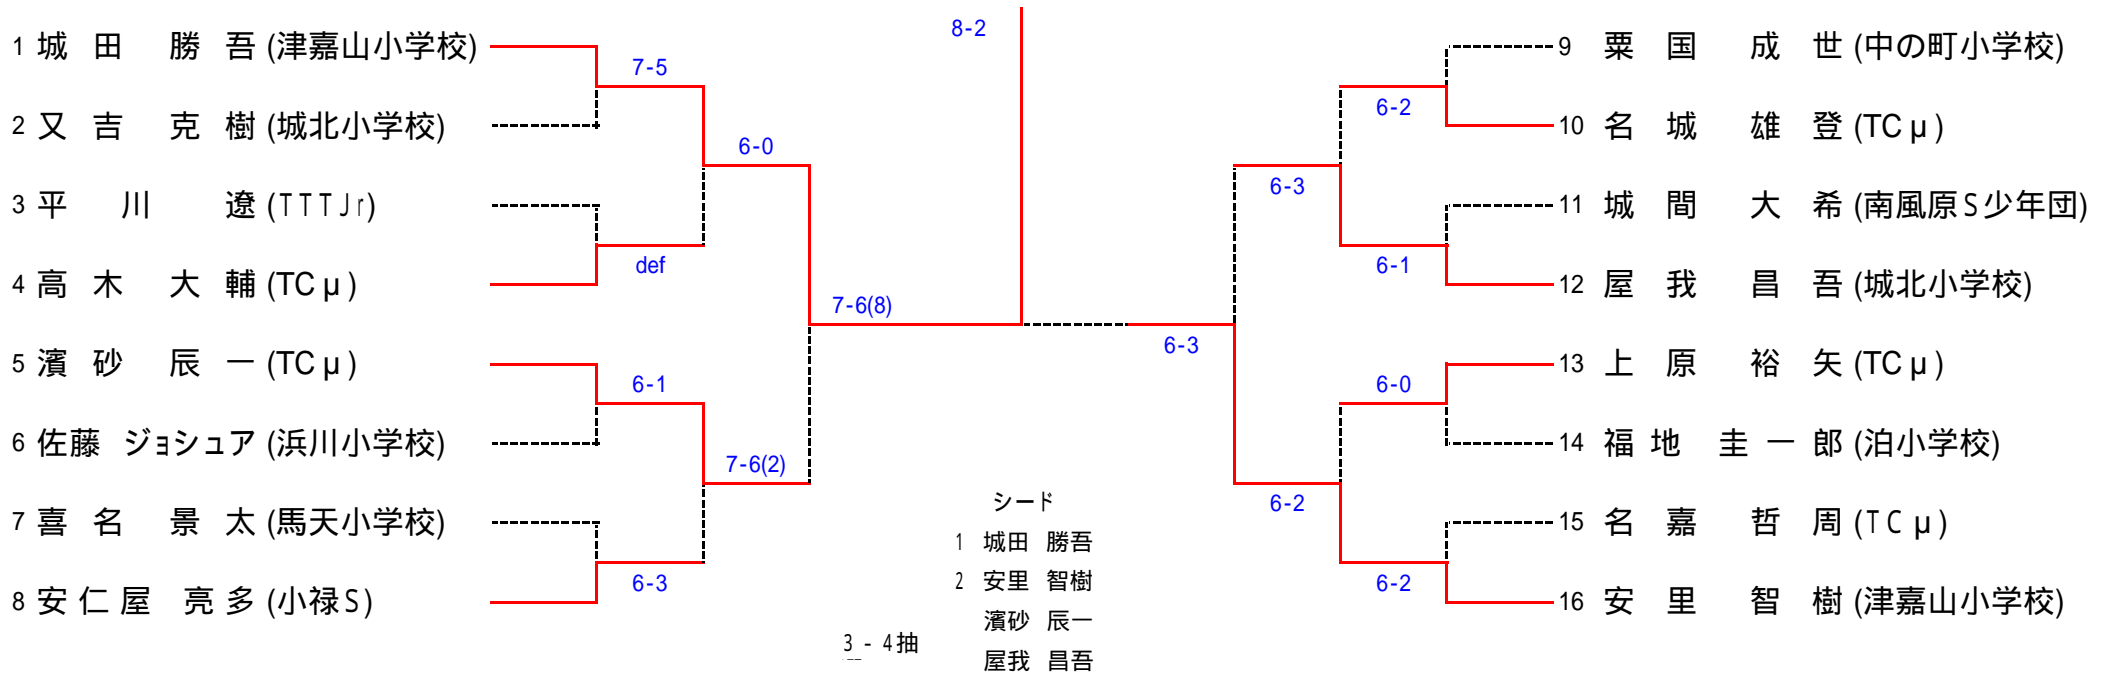 8-2
1 城田 勝吾 (津嘉山小学校)
7-5
2 又吉 克樹 (城北小学校)
6-0
3 平川 遼 (TTTJr)
def
4 高木 大輔 (TCμ)
7-6(8)
5 濱砂 辰一 (TCμ)
6-1
6 佐藤 ジョシュア (浜川小学校)
7-6(2)
7 喜名 景太 (馬天小学校)
6-3
8 安仁屋 亮多 (小禄S)
9 粟国 成世 (中の町小学校)
6-2
10 名城 雄登 (TCμ)
6-3
11 城間 大希 (南風原S少年団)
6-1
12 屋我 昌吾 (城北小学校)
6-3
13 上原 裕矢 (TCμ)
6-0
14 福地 圭一郎 (泊小学校)
6-2
15 名嘉 哲周 (TCμ)
6-2
16 安里 智樹 (津嘉山小学校)
シード
1 城田 勝吾
2 安里 智樹
濱砂 辰一
3 - 4抽
屋我 昌吾